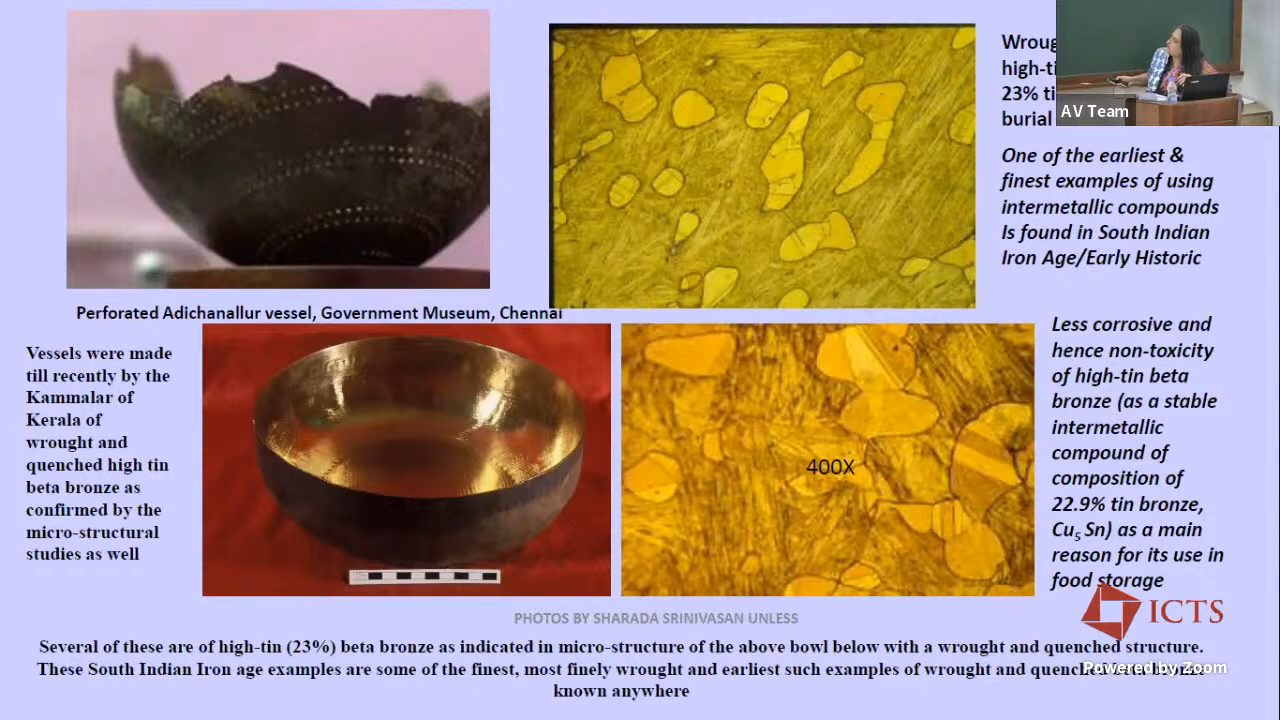 Wroug
high-ti
23% ti
burial
AV Team
One of the earliest &
finest examples of using
intermetallic compounds
Is found in South Indian
Iron Age/Early Historic
Perforated Adichanallur vessel, Government Museum, Chennai
Vessels were made
till recently by the
Kammalar of
Kerala of
wrought and
quenched high tin
beta bronze as
confirmed by the
micro-structural
studies as well
400X
Less corrosive and
hence non-toxicity
of high-tin beta
bronze (as a stable
intermetallic
compound of
composition of
22.9% tin bronze,
Cu₅ Sn) as a main
reason for its use in
food storage
ICTS
PHOTOS BY SHARADA SRINIVASAN UNLESS
Several of these are of high-tin (23%) beta bronze as indicated in micro-structure of the above bowl below with a wrought and quenched structure.
These South Indian Iron age examples are some of the finest, most finely wrought and earliest such examples of wrought and quenched beta bronze
known anywhere
Powered by Zoom